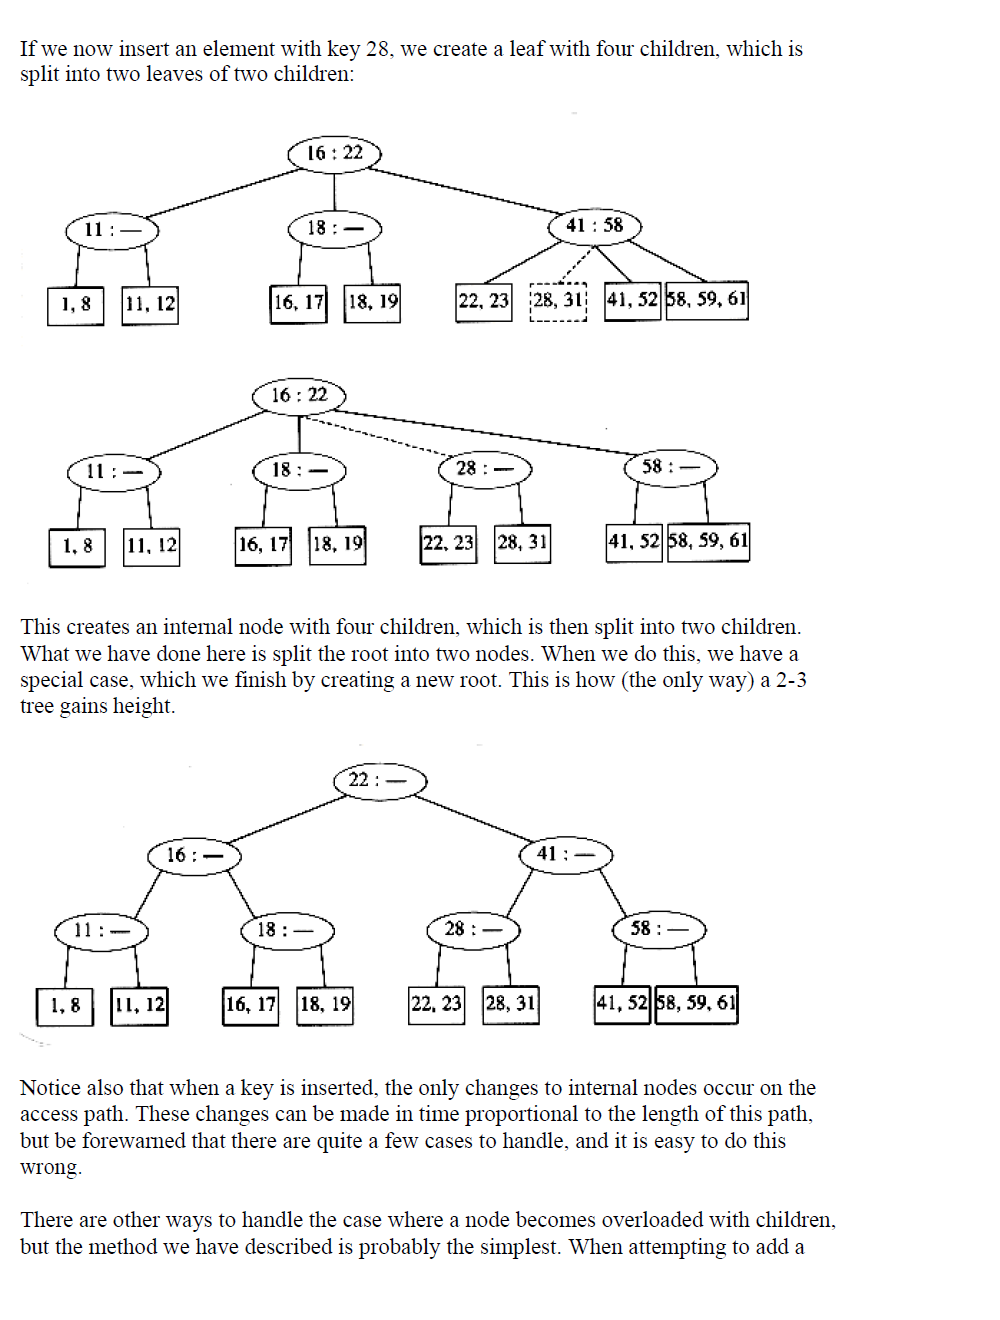 If we now insert an element with key 28, we create a leaf with four children, which is
split into two leaves of two children:
16 : 22
11 : —
18 : —
41 : 58
1, 8
11, 12
16, 17
18, 19
22, 23
28, 31
41, 52
58, 59, 61
16 : 22
11 : —
18 : —
28 : —
58 : —
1, 8
11, 12
16, 17
18, 19
22, 23
28, 31
41, 52
58, 59, 61
This creates an internal node with four children, which is then split into two children.
What we have done here is split the root into two nodes. When we do this, we have a
special case, which we finish by creating a new root. This is how (the only way) a 2-3
tree gains height.
22 : —
16 : —
41 : —
11 : —
18 : —
28 : —
58 : —
1, 8
11, 12
16, 17
18, 19
22, 23
28, 31
41, 52
58, 59, 61
Notice also that when a key is inserted, the only changes to internal nodes occur on the
access path. These changes can be made in time proportional to the length of this path,
but be forewarned that there are quite a few cases to handle, and it is easy to do this
wrong.
There are other ways to handle the case where a node becomes overloaded with children,
but the method we have described is probably the simplest. When attempting to add a